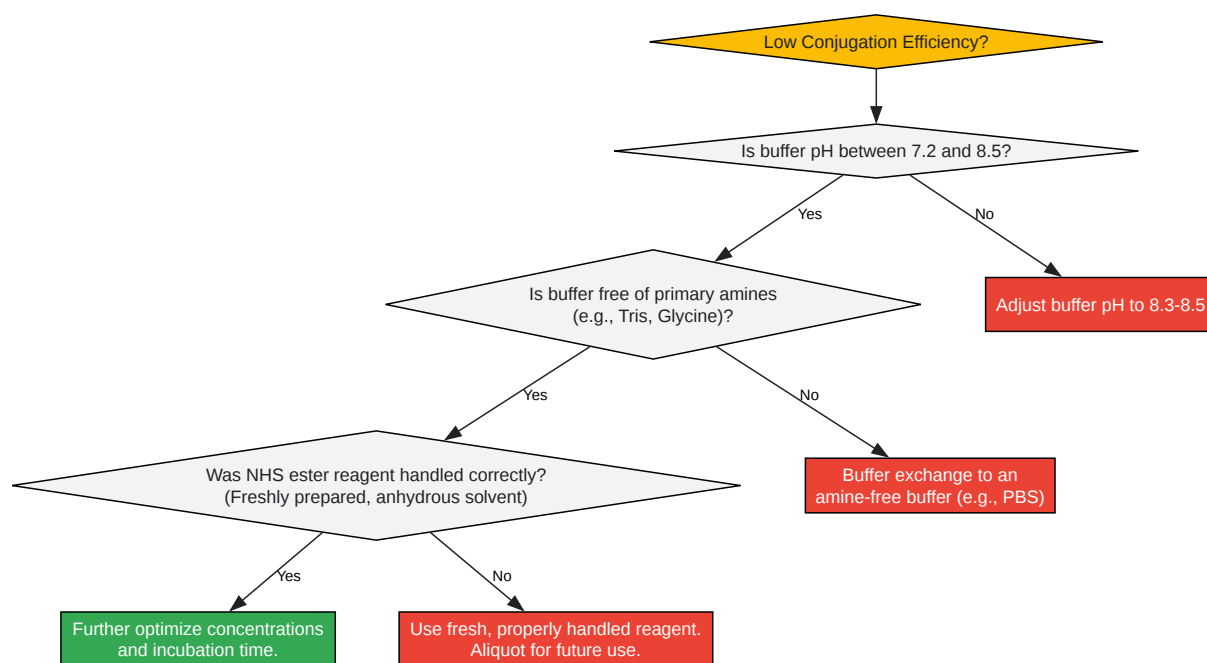 Low Conjugation Efficiency?
Is buffer pH between 7.2 and 8.5?
Yes
No
Is buffer free of primary amines
(e.g., Tris, Glycine)?
Adjust buffer pH to 8.3-8.5
Yes
No
Was NHS ester reagent handled correctly?
(Freshly prepared, anhydrous solvent)
Buffer exchange to an
amine-free buffer (e.g., PBS)
Yes
No
Further optimize concentrations
and incubation time.
Use fresh, properly handled reagent.
Aliquot for future use.